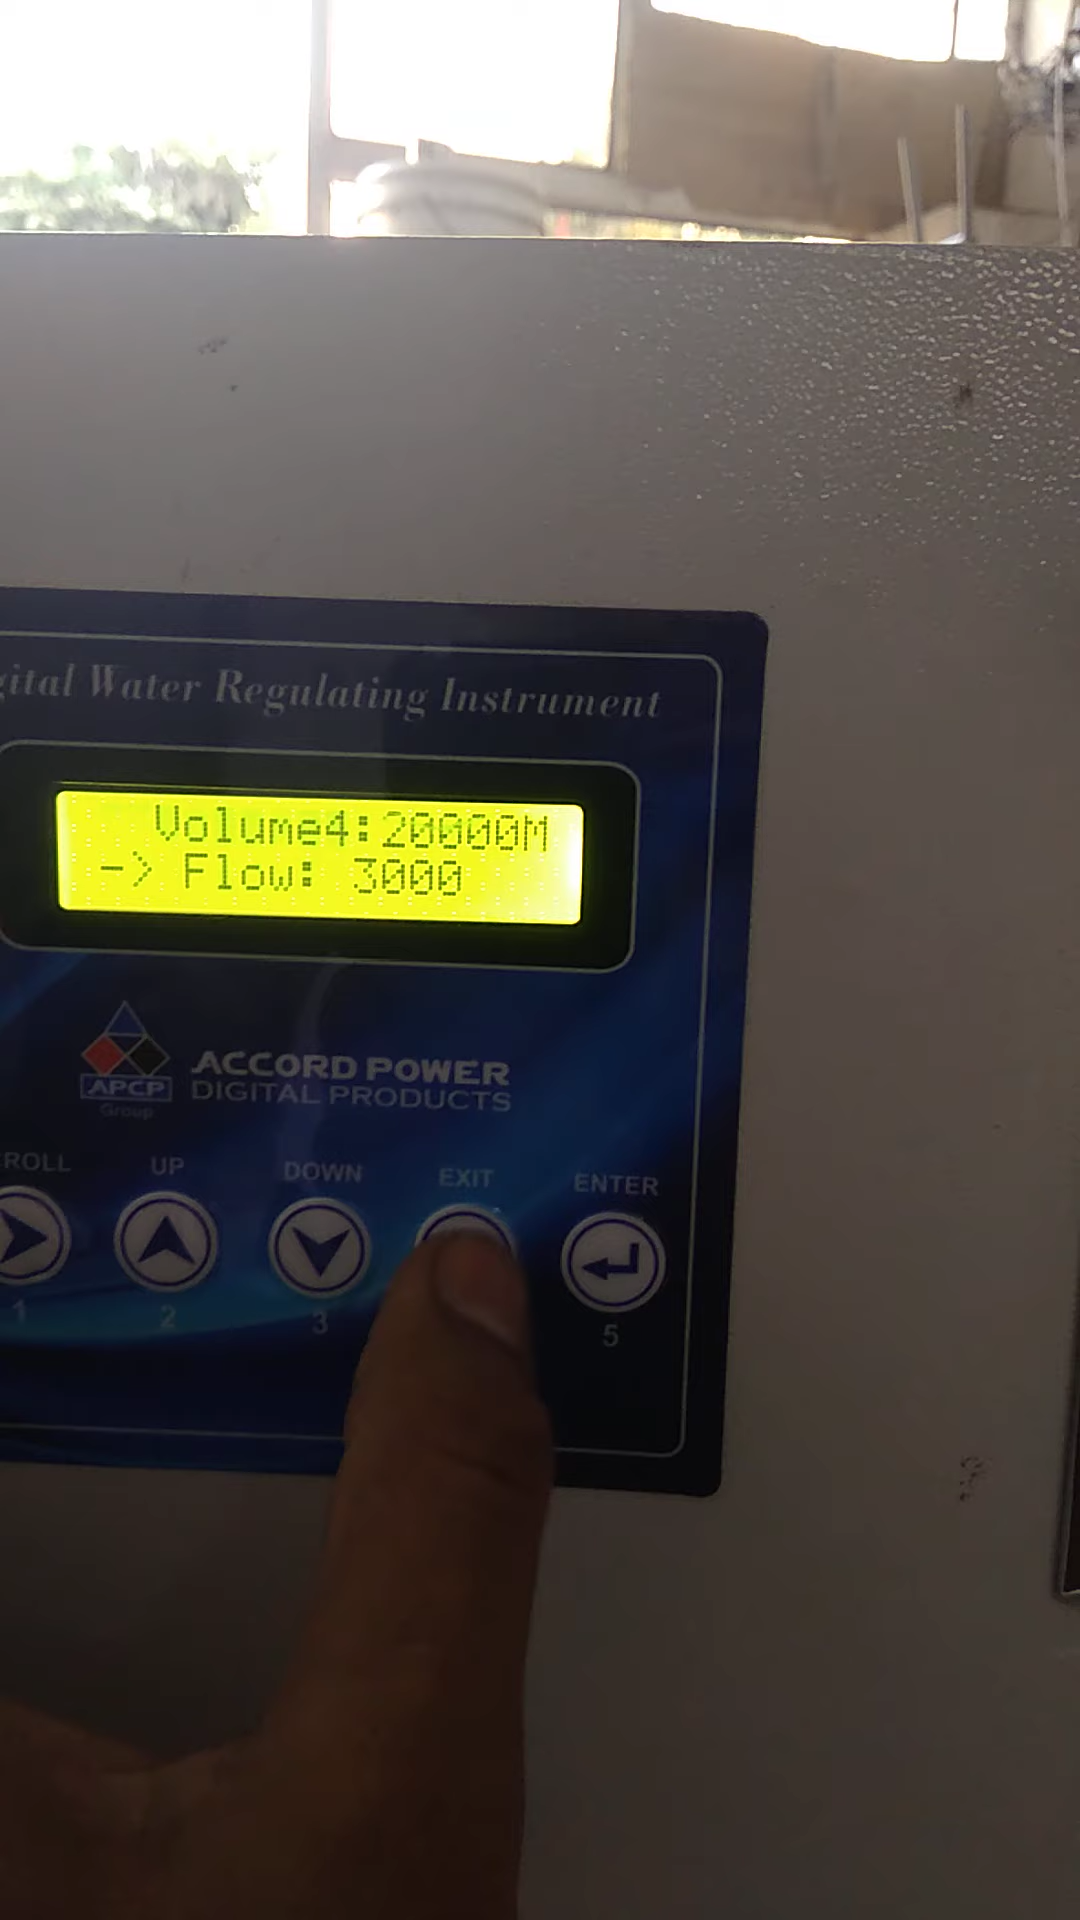 gital Water Regulating Instrument
Volume4:20000M
-> Flow: 3000
ACCORD POWER
DIGITAL PRODUCTS
APCP
Group
ROLL UP DOWN EXIT ENTER
1 2 3 5